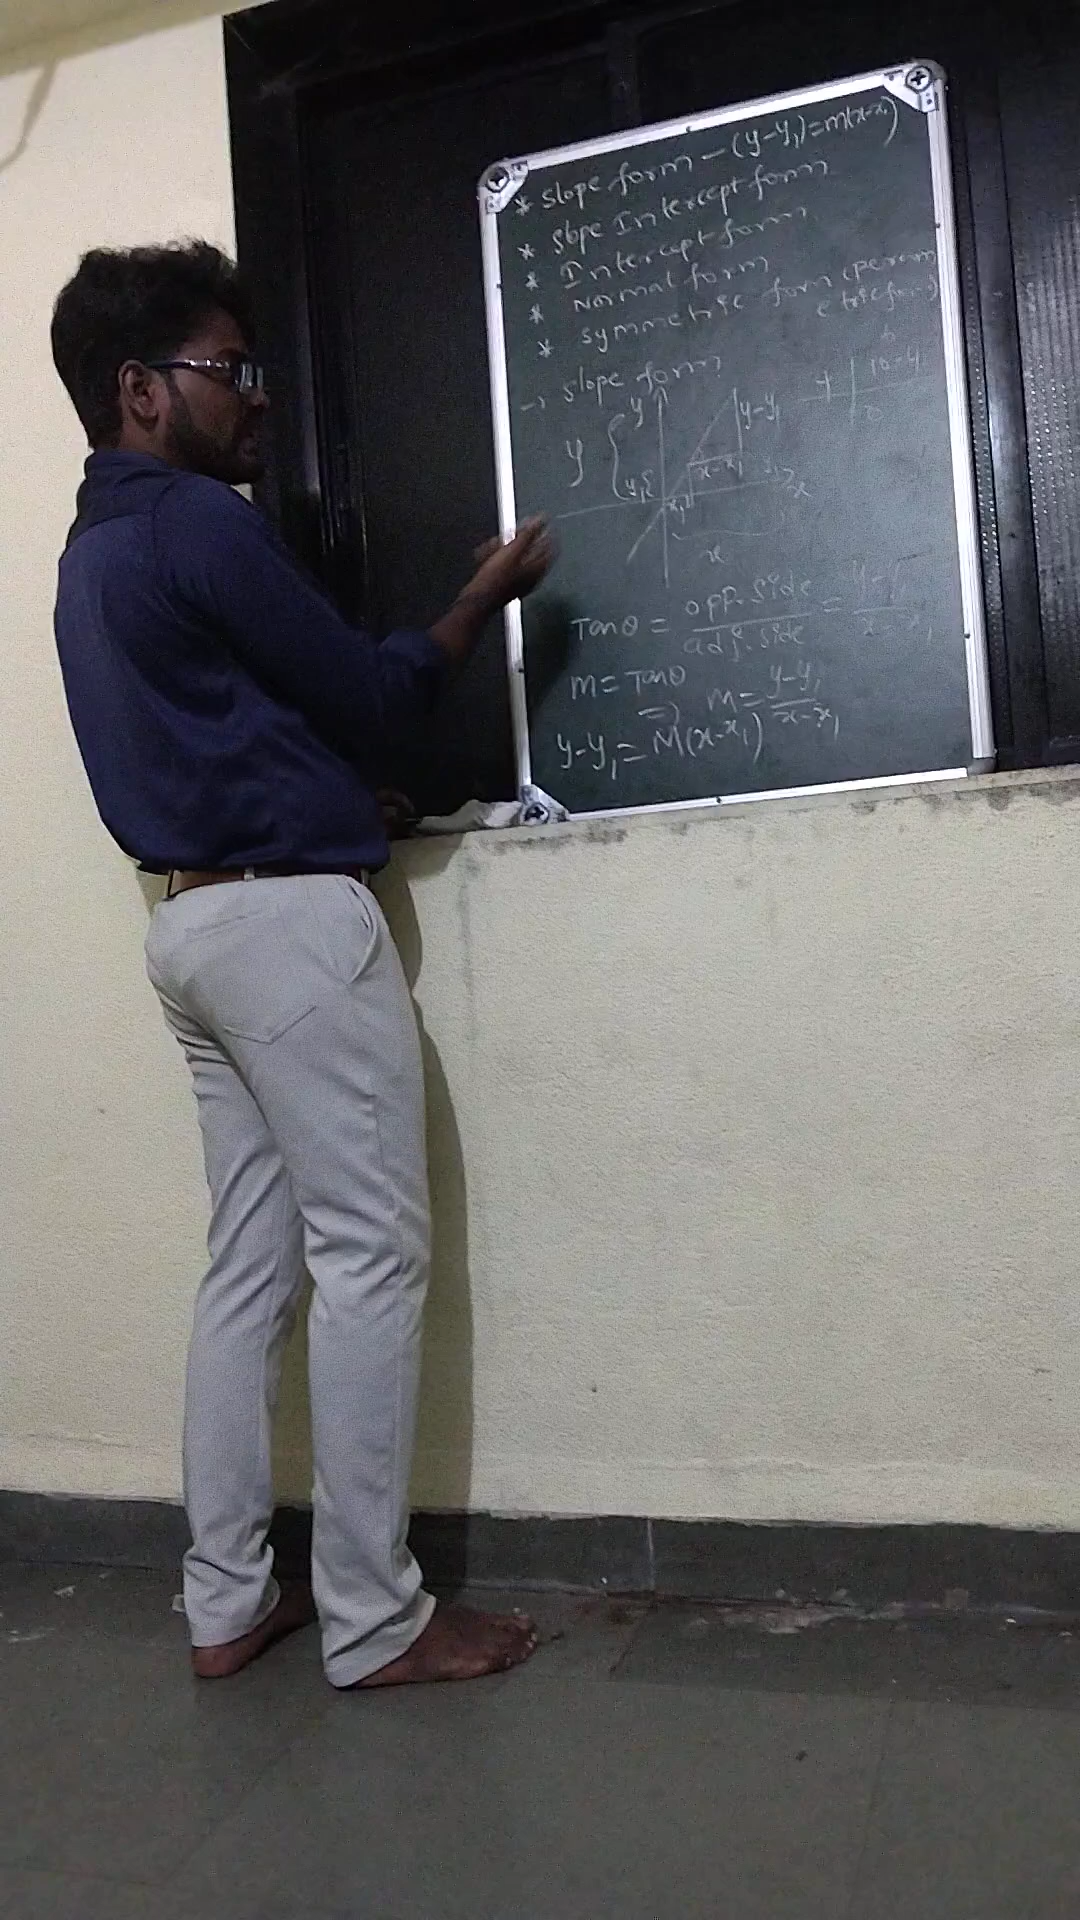 * Slope form - (y-y₁)=m(x-x₁)
* Slope Intercept form
* Intercept form
* Normal form
* Symmetric form (param
etric form)
→ Slope form
y y y-y₁
y₁ x-x₁ x
x₁
x
Tanθ = opp. side / adj. side = y-y₁ / x-x₁
m = Tanθ
=> m = y-y₁ / x-x₁
y-y₁ = M(x-x₁)